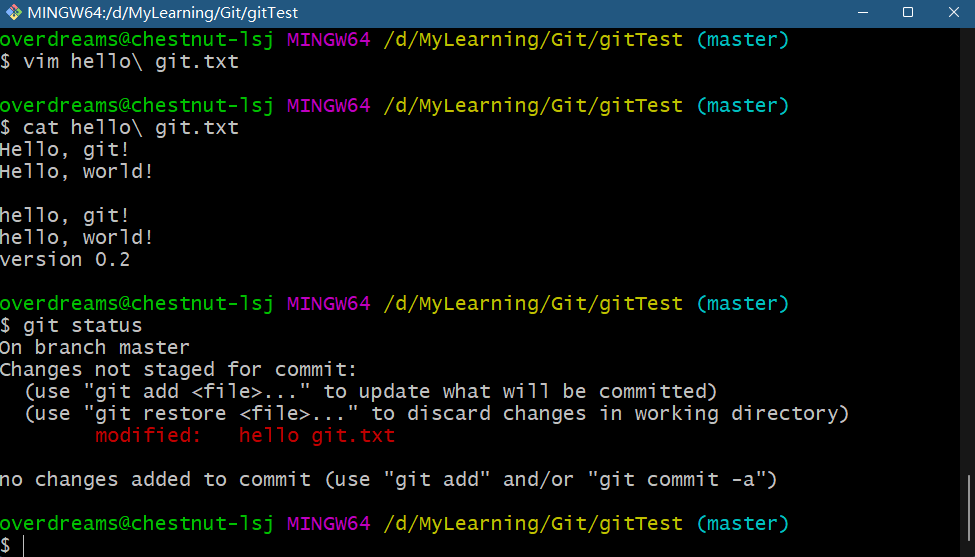 MINGW64:/d/MyLearning/Git/gitTest
overdreams@chestnut-lsj MINGW64 /d/MyLearning/Git/gitTest (master)
$ vim hello\ git.txt
overdreams@chestnut-lsj MINGW64 /d/MyLearning/Git/gitTest (master)
$ cat hello\ git.txt
Hello, git!
Hello, world!
hello, git!
hello, world!
version 0.2
overdreams@chestnut-lsj MINGW64 /d/MyLearning/Git/gitTest (master)
$ git status
On branch master
Changes not staged for commit:
  (use "git add <file>..." to update what will be committed)
  (use "git restore <file>..." to discard changes in working directory)
        modified:   hello git.txt
no changes added to commit (use "git add" and/or "git commit -a")
overdreams@chestnut-lsj MINGW64 /d/MyLearning/Git/gitTest (master)
$